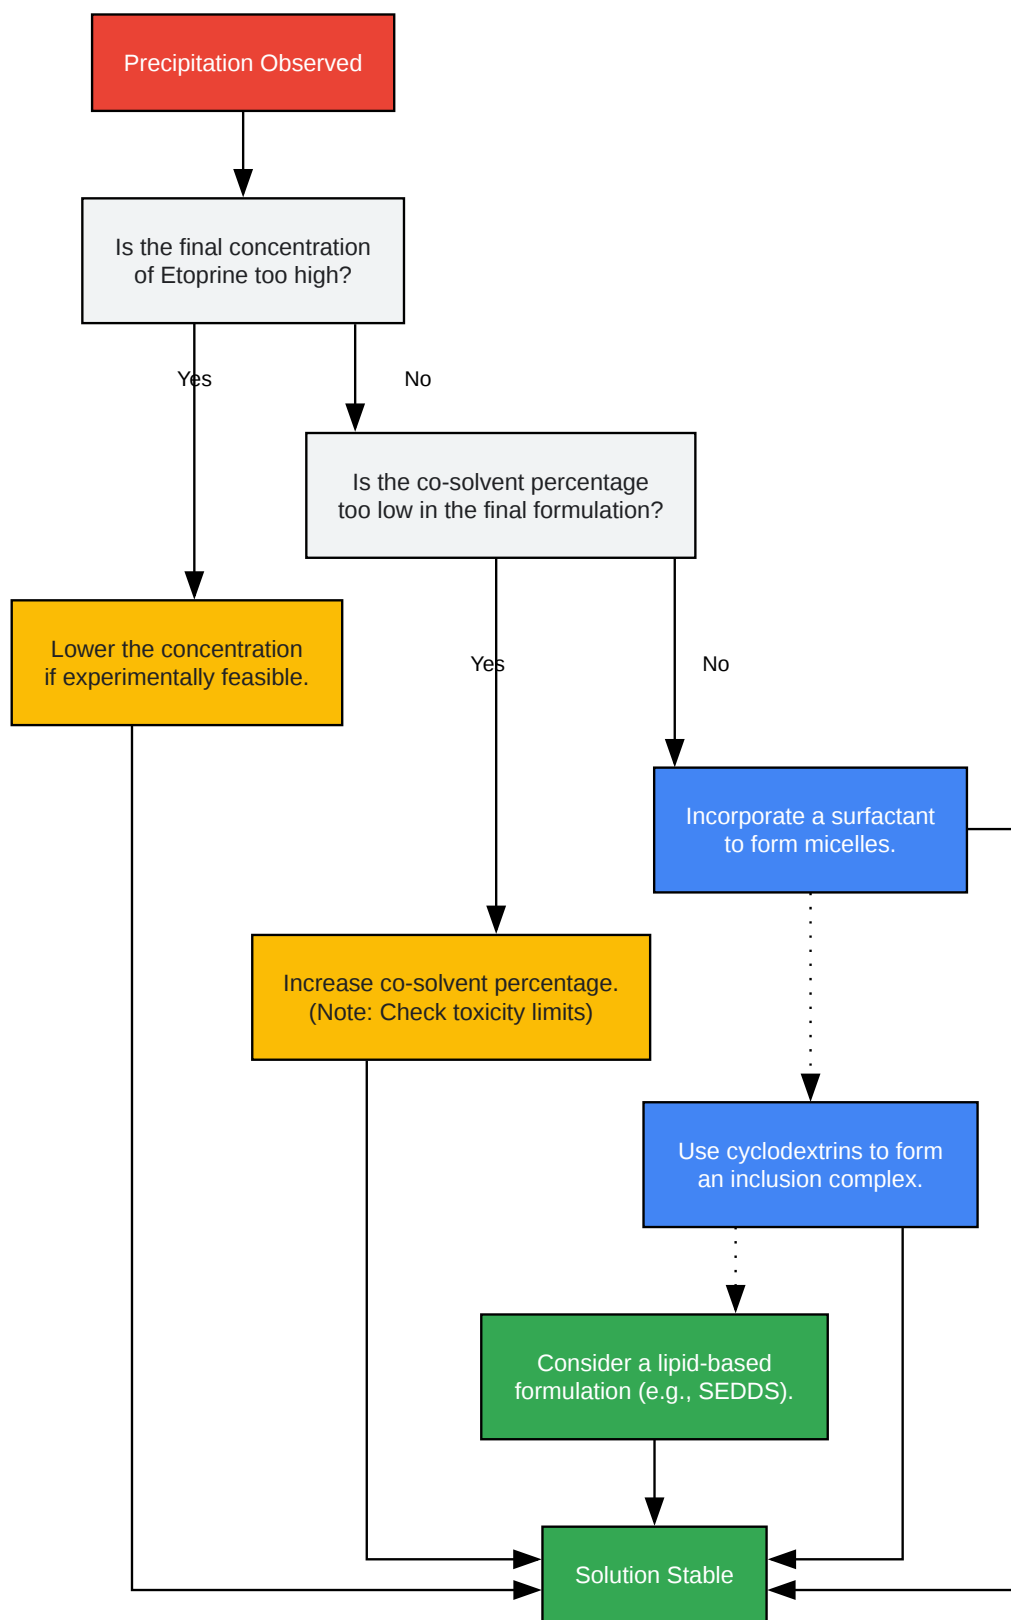 Precipitation Observed
Is the final concentration
of Etoprine too high?
Yes
No
Is the co-solvent percentage
too low in the final formulation?
Lower the concentration
if experimentally feasible.
Yes
No
Incorporate a surfactant
to form micelles.
Increase co-solvent percentage.
(Note: Check toxicity limits)
Use cyclodextrins to form
an inclusion complex.
Consider a lipid-based
formulation (e.g., SEDDS).
Solution Stable